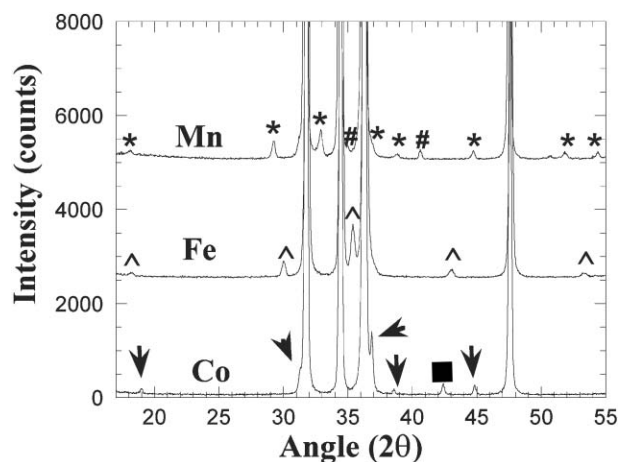 8000
* * * # * * # * * *
Mn
6000
4000
^ ^ ^ ^ ^
Fe
2000
Co
0
20 25 30 35 40 45 50 55
Angle (2θ)
Intensity (counts)